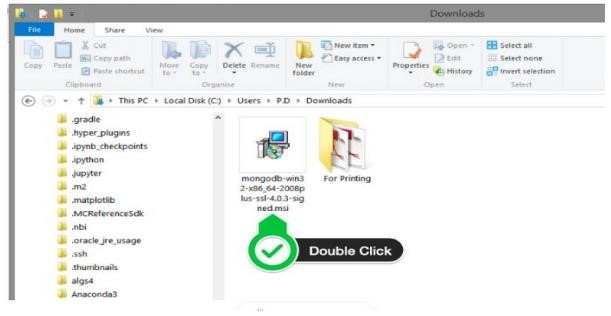 Downloads
File Home Share View
Copy
Paste
Cut
Copy path
Paste shortcut
Clipboard
Move to
Copy to
Delete
Rename
Organise
New folder
New item
Easy access
New
Properties
Open
Edit
History
Open
Select all
Select none
Invert selection
Select
This PC Local Disk (C:) Users P.D Downloads
.gradle
.hyper_plugins
.ipynb_checkpoints
.ipython
.jupyter
.m2
.matplotlib
.MCReferenceSdk
.nbi
.oracle_jre_usage
.ssh
.thumbnails
algs4
Anaconda3
mongodb-win3
2-x86_64-2008p
lus-ssl-4.0.3-sig
ned.msi
For Printing
Double Click